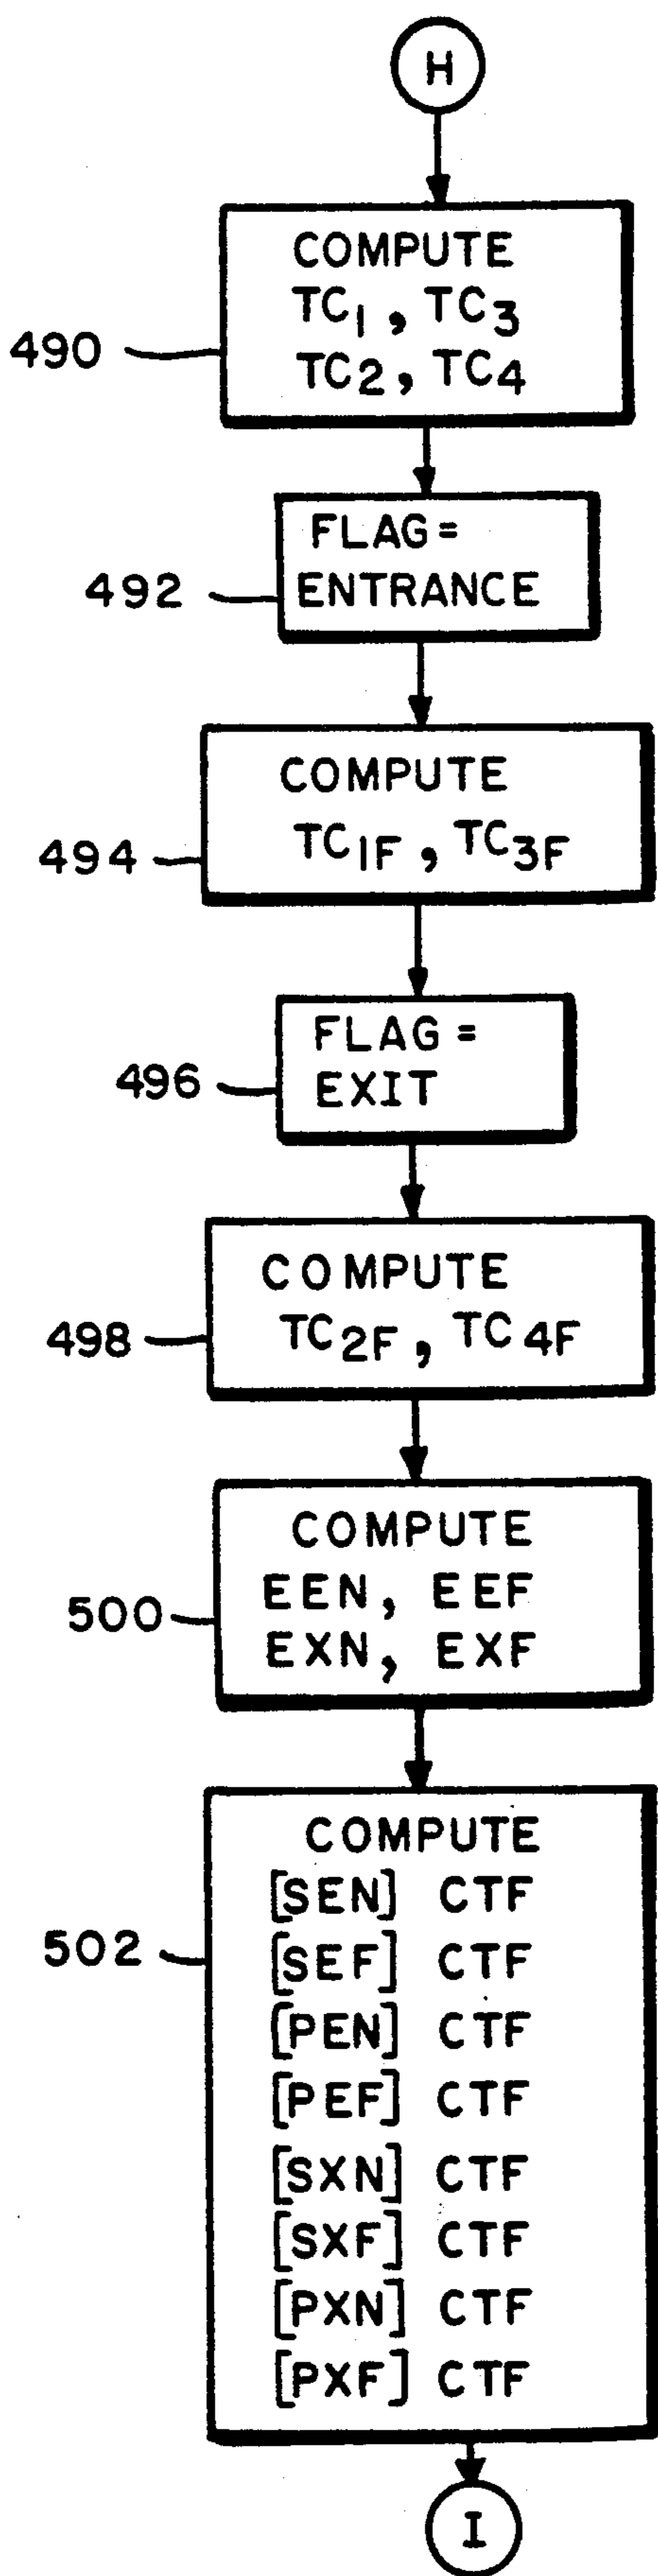 H
COMPUTE
TC1, TC3
490
TC2, TC4
FLAG=
492
ENTRANCE
COMPUTE
494
TC1F, TC3F
FLAG =
496
EXIT
COMPUTE
498
TC2F, TC4F
COMPUTE
500
EEN, EEF
EXN, EXF
COMPUTE
[SEN] CTF
502
[SEF] CTF
[PEN] CTF
[PEF] CTF
[SXN] CTF
[SXF] CTF
[PXN] CTF
[PXF] CTF
I